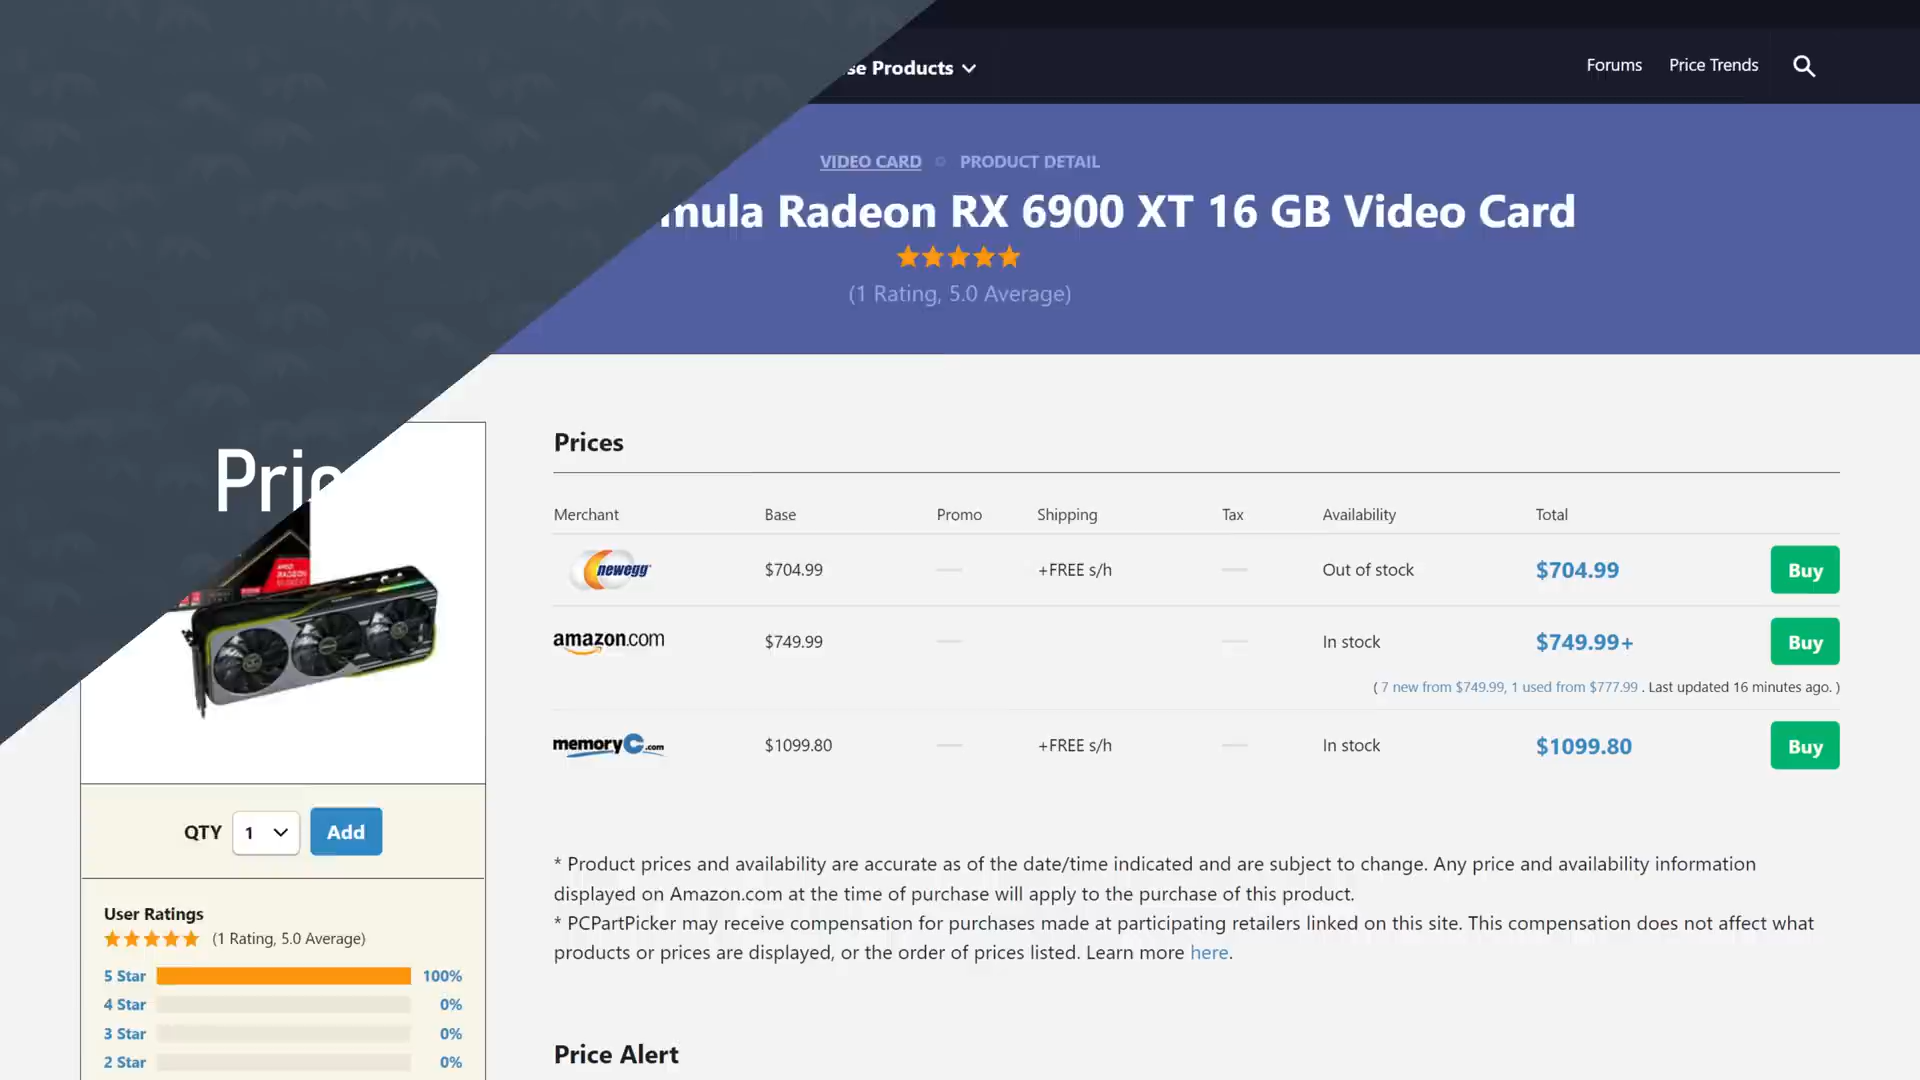 Products
Forums
Price Trends
VIDEO CARD
PRODUCT DETAIL
Radeon RX 6900 XT 16 GB Video Card
(1 Rating, 5.0 Average)
Prices
Merchant Base Promo Shipping Tax Availability Total
newegg $704.99 +FREE s/h Out of stock $704.99 Buy
amazon.com $749.99 In stock $749.99+ Buy
( 7 new from $749.99, 1 used from $777.99 . Last updated 16 minutes ago. )
memoryC.com $1099.80 +FREE s/h In stock $1099.80 Buy
* Product prices and availability are accurate as of the date/time indicated and are subject to change. Any price and availability information
displayed on Amazon.com at the time of purchase will apply to the purchase of this product.
* PCPartPicker may receive compensation for purchases made at participating retailers linked on this site. This compensation does not affect what
products or prices are displayed, or the order of prices listed. Learn more here.
Price Alert
AMD
RADEON
QTY 1 Add
User Ratings
(1 Rating, 5.0 Average)
5 Star 100%
4 Star 0%
3 Star 0%
2 Star 0%